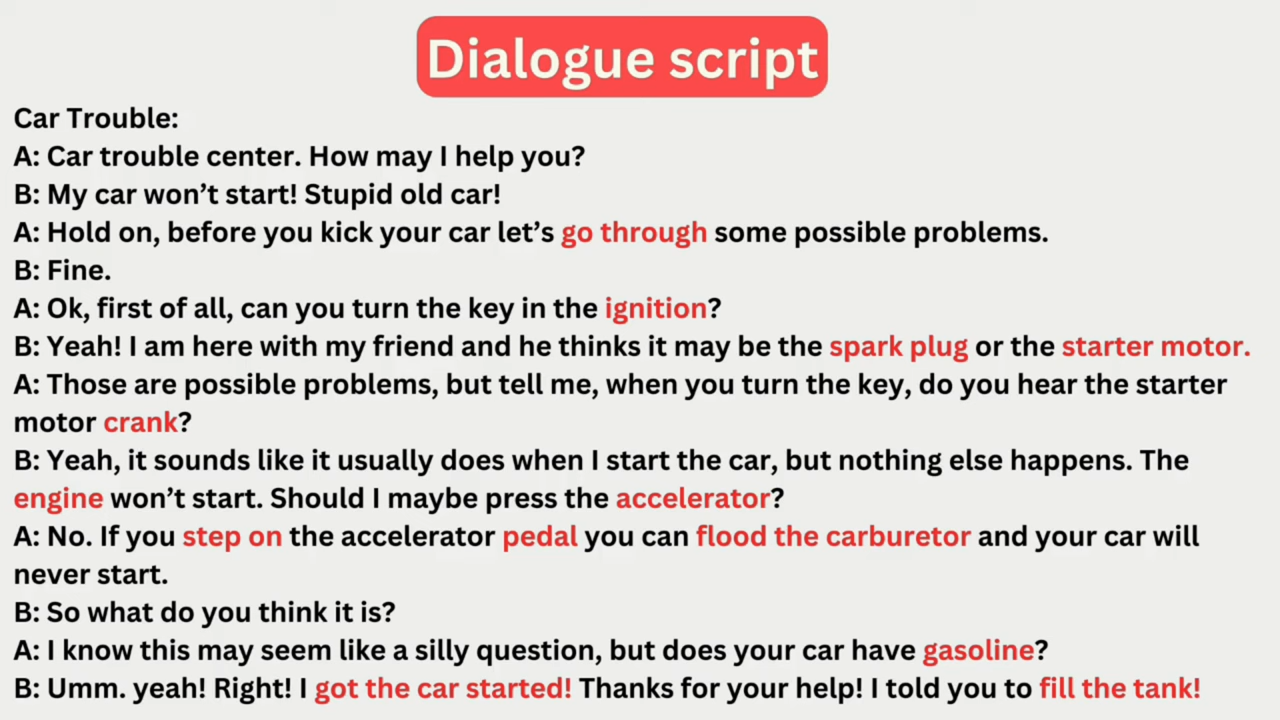 Dialogue script
Car Trouble:
A: Car trouble center. How may I help you?
B: My car won’t start! Stupid old car!
A: Hold on, before you kick your car let’s go through some possible problems.
B: Fine.
A: Ok, first of all, can you turn the key in the ignition?
B: Yeah! I am here with my friend and he thinks it may be the spark plug or the starter motor.
A: Those are possible problems, but tell me, when you turn the key, do you hear the starter
motor crank?
B: Yeah, it sounds like it usually does when I start the car, but nothing else happens. The
engine won’t start. Should I maybe press the accelerator?
A: No. If you step on the accelerator pedal you can flood the carburetor and your car will
never start.
B: So what do you think it is?
A: I know this may seem like a silly question, but does your car have gasoline?
B: Umm. yeah! Right! I got the car started! Thanks for your help! I told you to fill the tank!